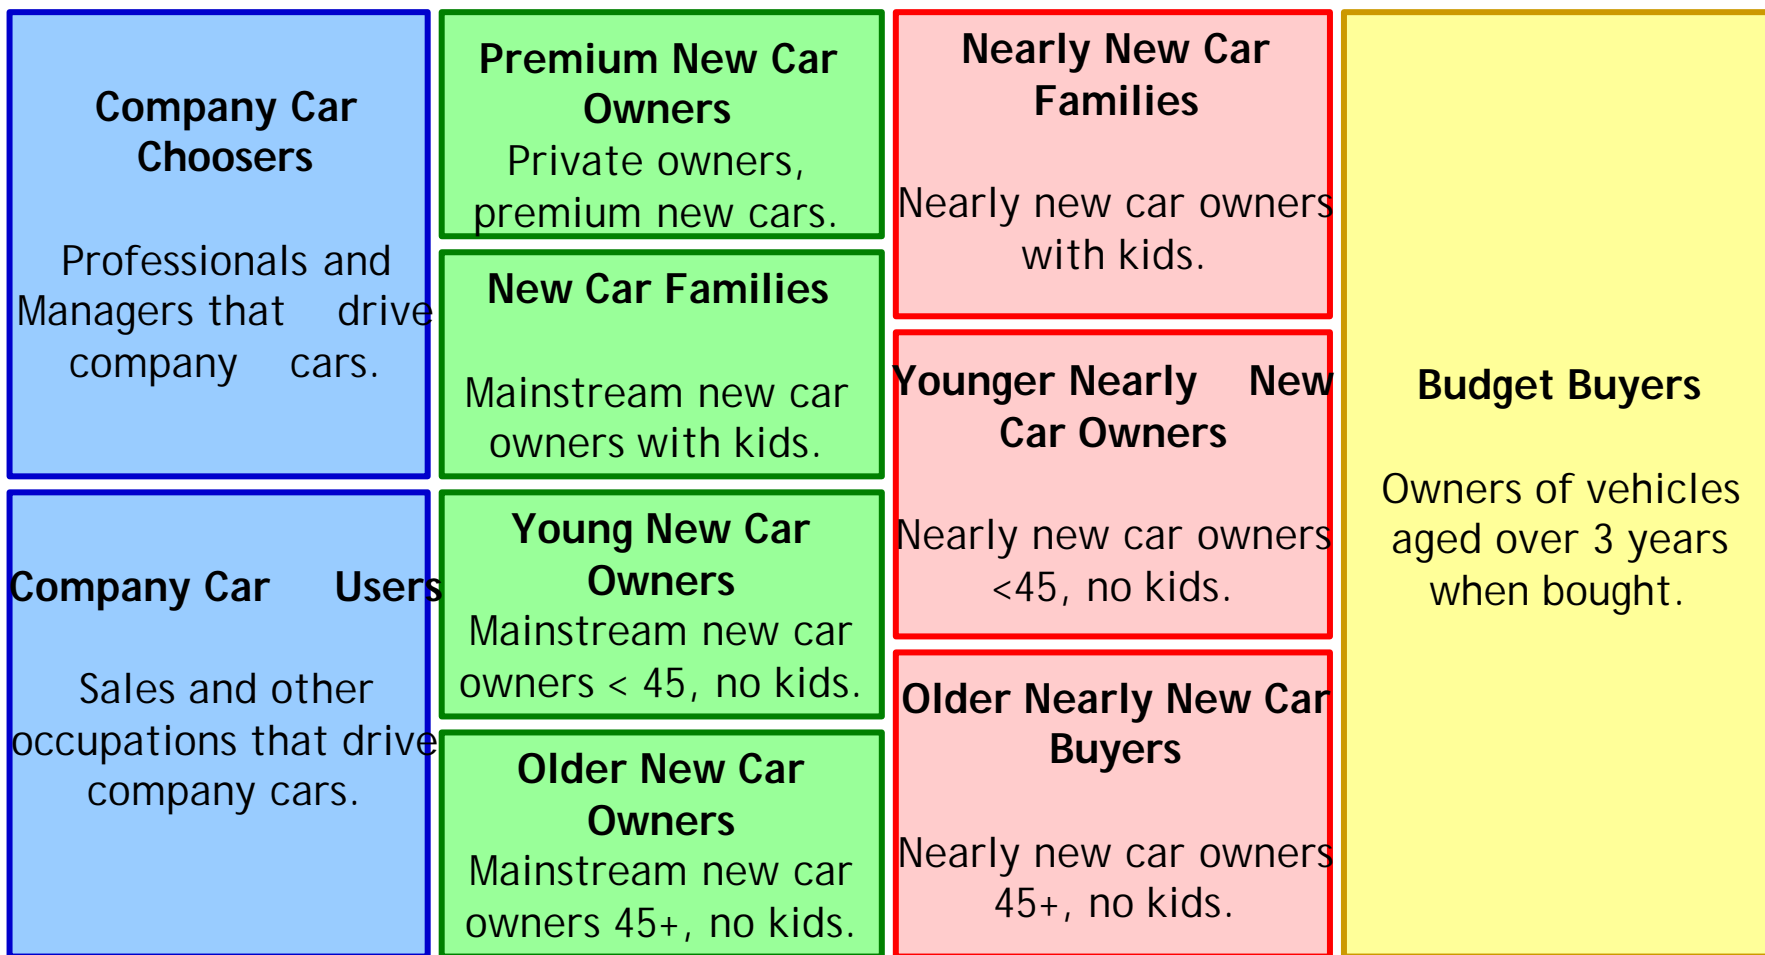 Company Car
Choosers
Professionals and
Managers that drive
company cars.
Company Car Users
Sales and other
occupations that drive
company cars.
Premium New Car
Owners
Private owners,
premium new cars.
New Car Families
Mainstream new car
owners with kids.
Young New Car
Owners
Mainstream new car
owners < 45, no kids.
Older New Car
Owners
Mainstream new car
owners 45+, no kids.
Nearly New Car
Families
Nearly new car owners
with kids.
Younger Nearly New
Car Owners
Nearly new car owners
<45, no kids.
Older Nearly New Car
Buyers
Nearly new car owners
45+, no kids.
Budget Buyers
Owners of vehicles
aged over 3 years
when bought.